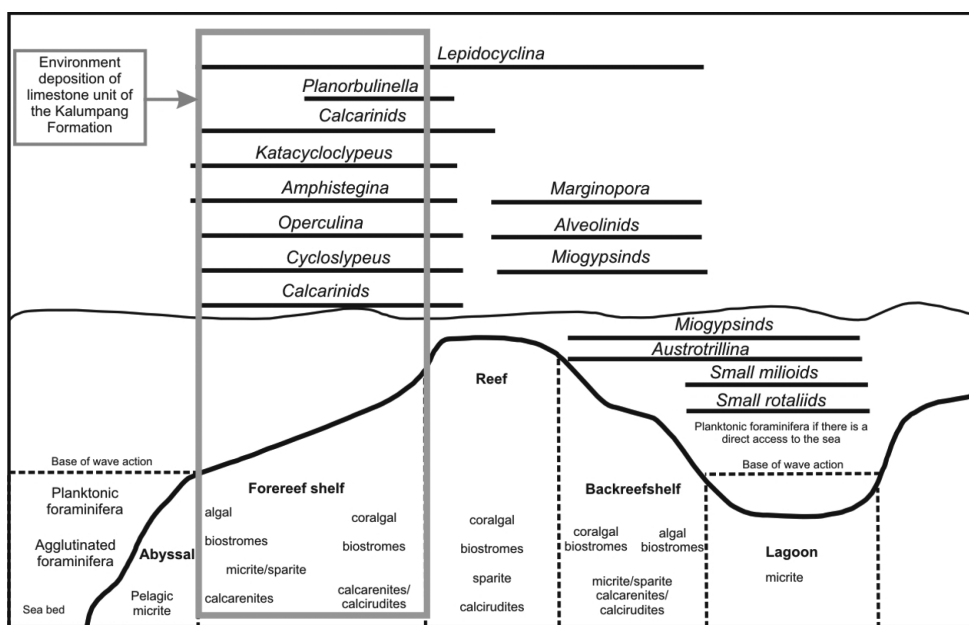 Environment
deposition of
limestone unit of
the Kalumpang
Formation
Lepidocyclina
Planorbulinella
Calcarinids
Katacycloclypeus
Amphistegina
Operculina
Cycloslypeus
Calcarinids
Marginopora
Alveolinids
Miogypsinds
Miogypsinds
Austrotrillina
Small milioids
Small rotaliids
Planktonic foraminifera if there is a
direct access to the sea
Base of wave action
Base of wave action
Planktonic
foraminifera
Agglutinated
foraminifera
Sea bed
Abyssal
Pelagic
micrite
Forereef shelf
algal
biostromes
coralgal
biostromes
micrite/sparite
calcarenites
calcarenites/
calcirudites
Reef
coralgal
biostromes
sparite
calcirudites
Backreefshelf
coralgal
biostromes
algal
biostromes
micrite/sparite
calcarenites/
calcirudites
Lagoon
micrite